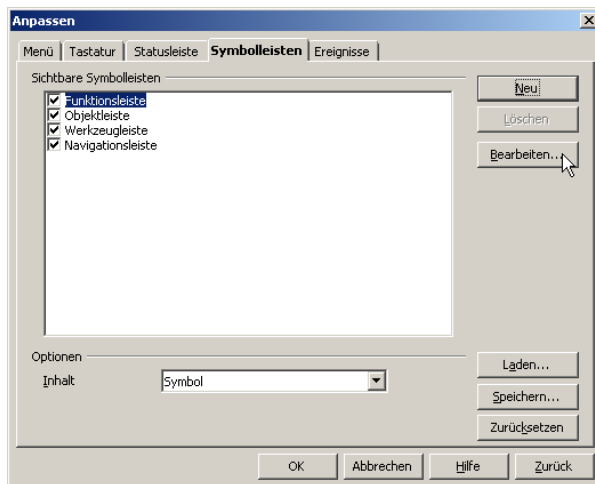 Anpassen
Menü Tastatur Statusleiste Symbolleisten Ereignisse
Sichtbare Symbolleisten
Funktionsleiste
Objektleiste
Werkzeugleiste
Navigationsleiste
Neu
Löschen
Bearbeiten...
Optionen
Inhalt Symbol
Laden...
Speichern...
Zurücksetzen
OK Abbrechen Hilfe Zurück